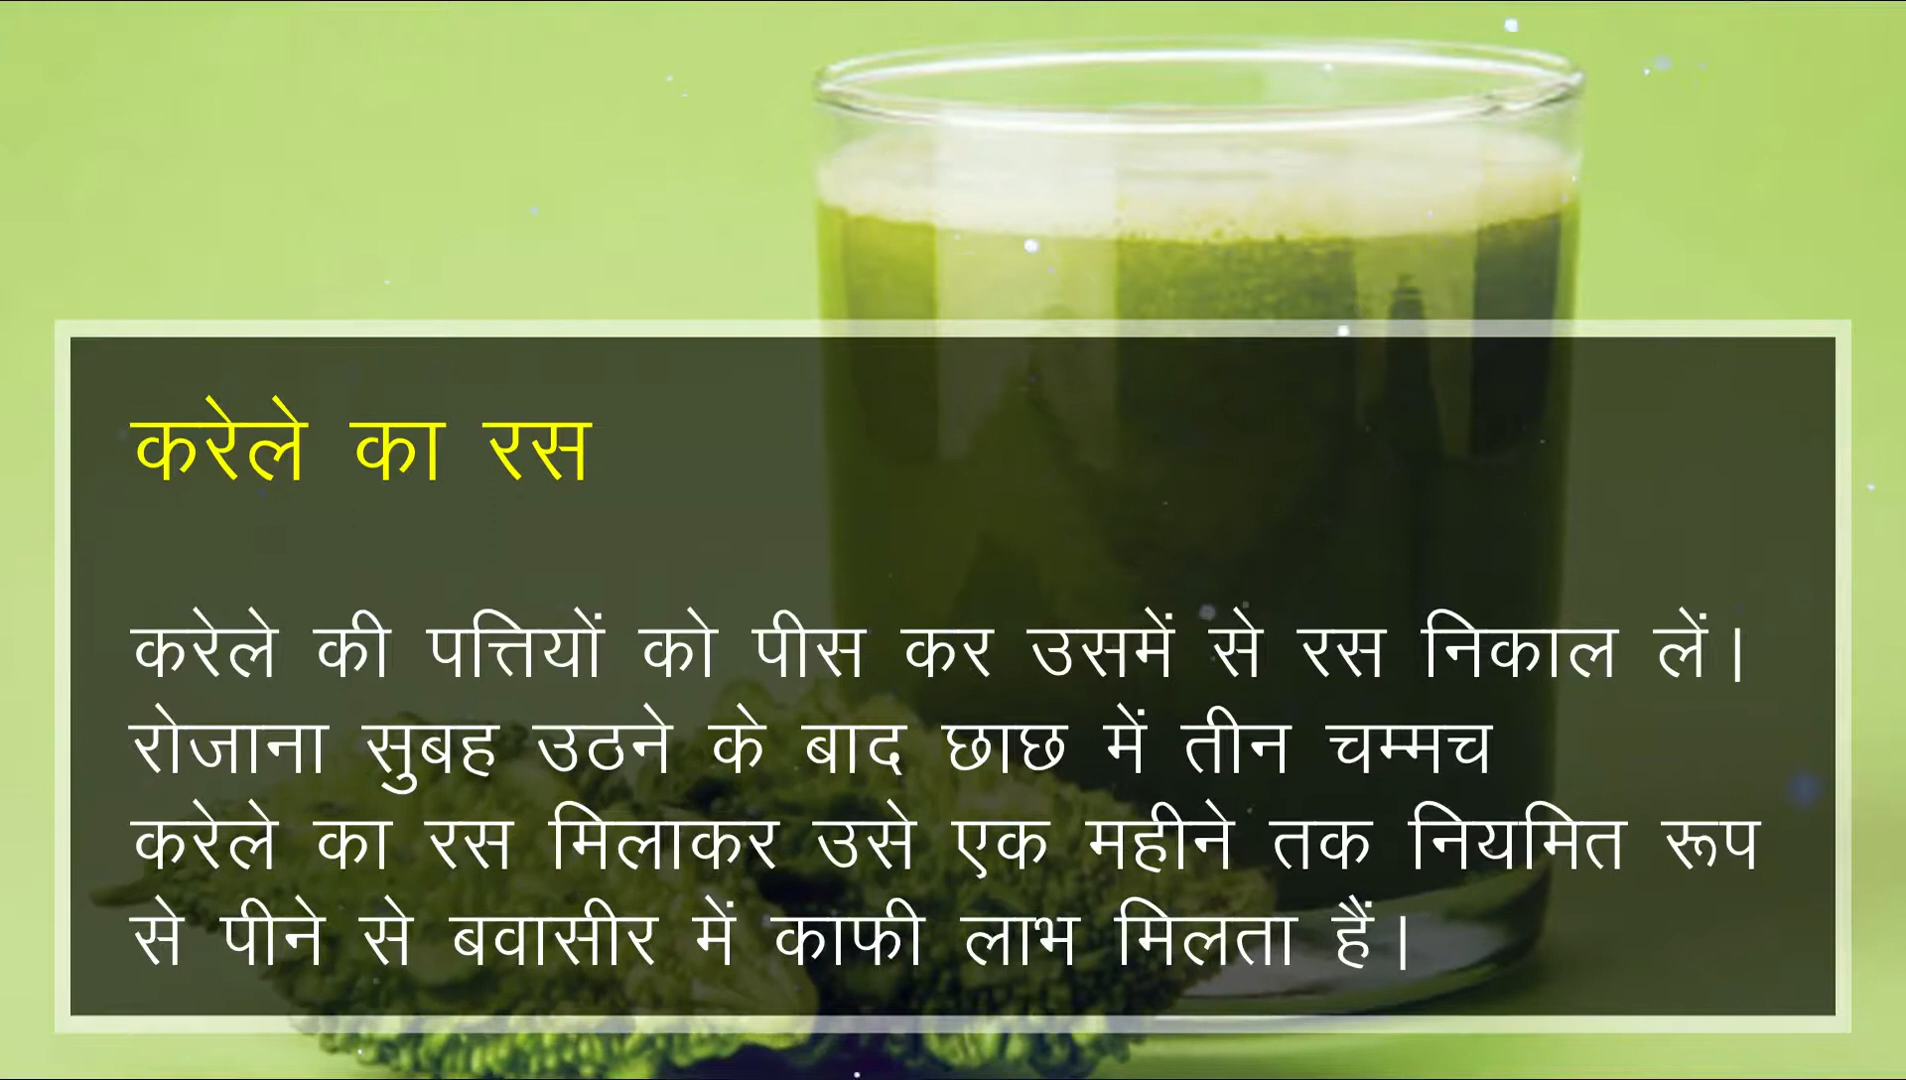 करेले का रस
करेले की पत्तियों को पीस कर उसमें से रस निकाल लें।
रोजाना सुबह उठने के बाद छाछ में तीन चम्मच
करेले का रस मिलाकर उसे एक महीने तक नियमित रूप
से पीने से बवासीर में काफी लाभ मिलता हैं।